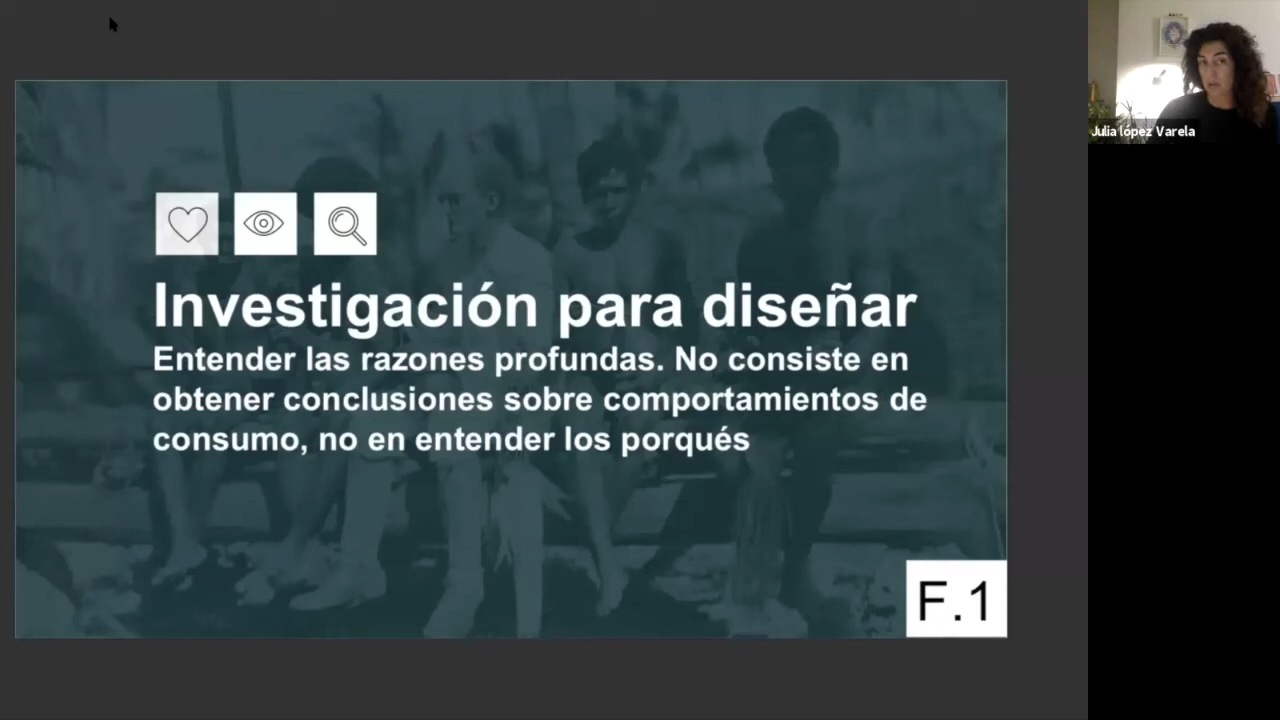 Julia lópez Varela
Investigación para diseñar
Entender las razones profundas. No consiste en
obtener conclusiones sobre comportamientos de
consumo, no en entender los porqués
F.1